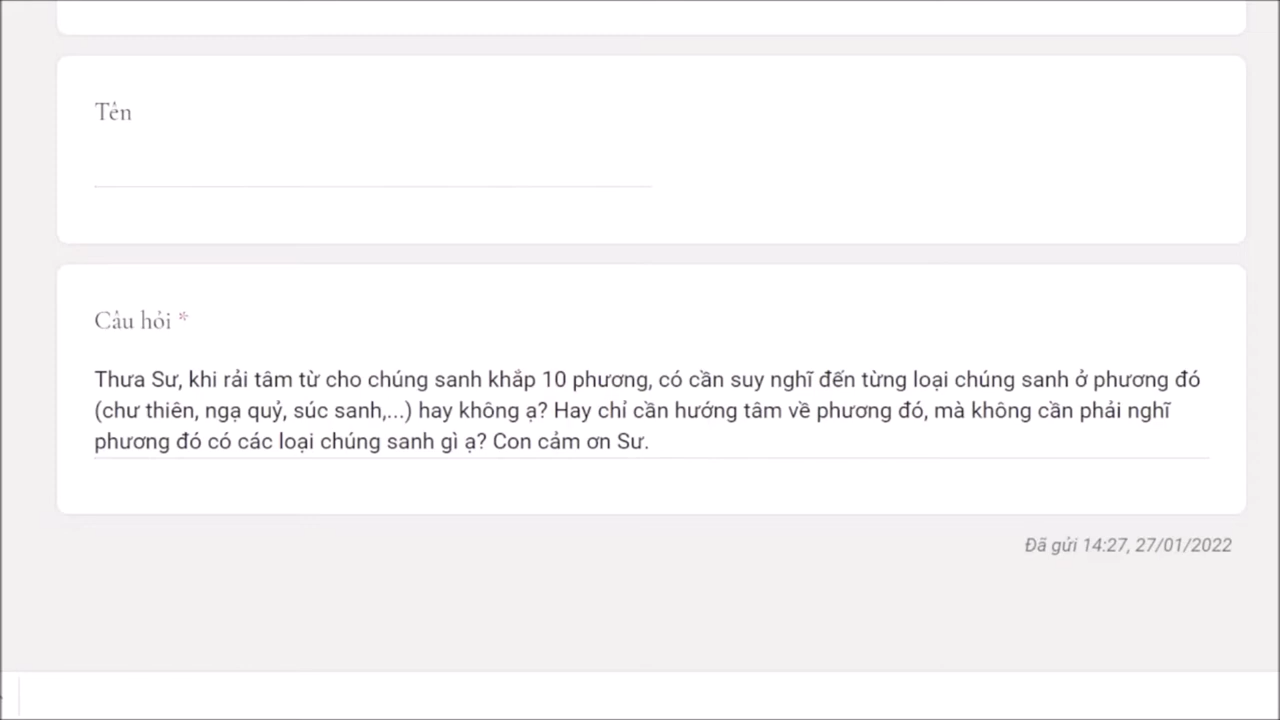 Tên
Câu hỏi *
Thưa Sư, khi rải tâm từ cho chúng sanh khắp 10 phương, có cần suy nghĩ đến từng loại chúng sanh ở phương đó
(chư thiên, ngạ quỷ, súc sanh,...) hay không ạ? Hay chỉ cần hướng tâm về phương đó, mà không cần phải nghĩ
phương đó có các loại chúng sanh gì ạ? Con cảm ơn Sư.
Đã gửi 14:27, 27/01/2022